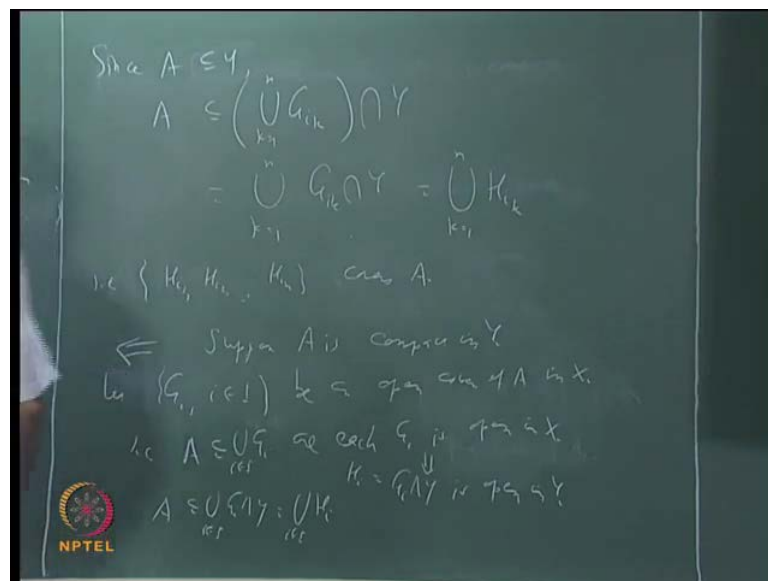 Since A ⊆ Y,
A ⊆ (⋃_{k=1}^{n} G_{i_k}) ∩ Y
= ⋃_{k=1}^{n} G_{i_k} ∩ Y = ⋃_{k=1}^{n} H_{i_k}
i.e. { H_{i_1}, H_{i_2}, H_{i_n} } covers A.
⇐ Suppose A is compact in Y.
Let {G_i, i ∈ I} be an open cover of A in X.
i.e. A ⊆ ⋃_{i∈I} G_i and each G_i is open in X.
⇓
H_i = G_i ∩ Y is open in Y.
A ⊆ ⋃_{i∈I} G_i ∩ Y = ⋃_{i∈I} H_i
NPTEL